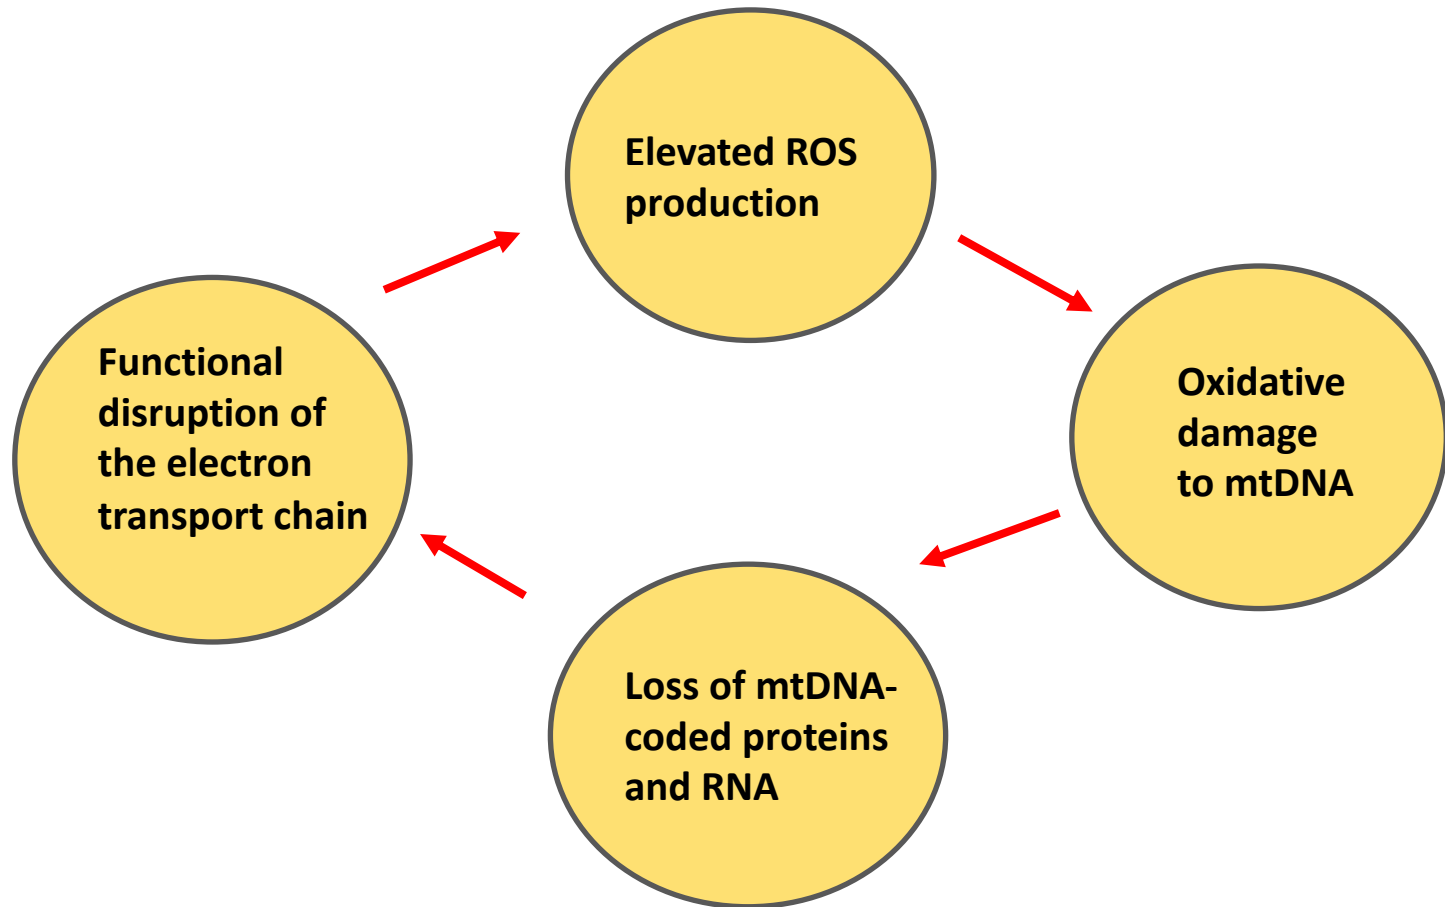 Elevated ROS
production
Functional
disruption of
the electron
transport chain
Oxidative
damage
to mtDNA
Loss of mtDNA-
coded proteins
and RNA